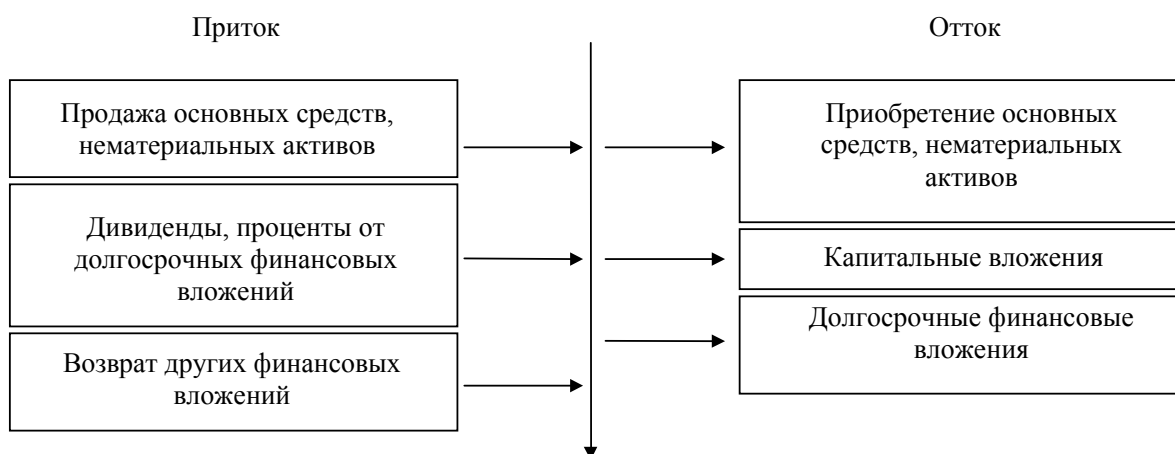 Приток
Отток
Продажа основных средств,
нематериальных активов
Дивиденды, проценты от
долгосрочных финансовых
вложений
Возврат других финансовых
вложений
Приобретение основных
средств, нематериальных
активов
Капитальные вложения
Долгосрочные финансовые
вложения